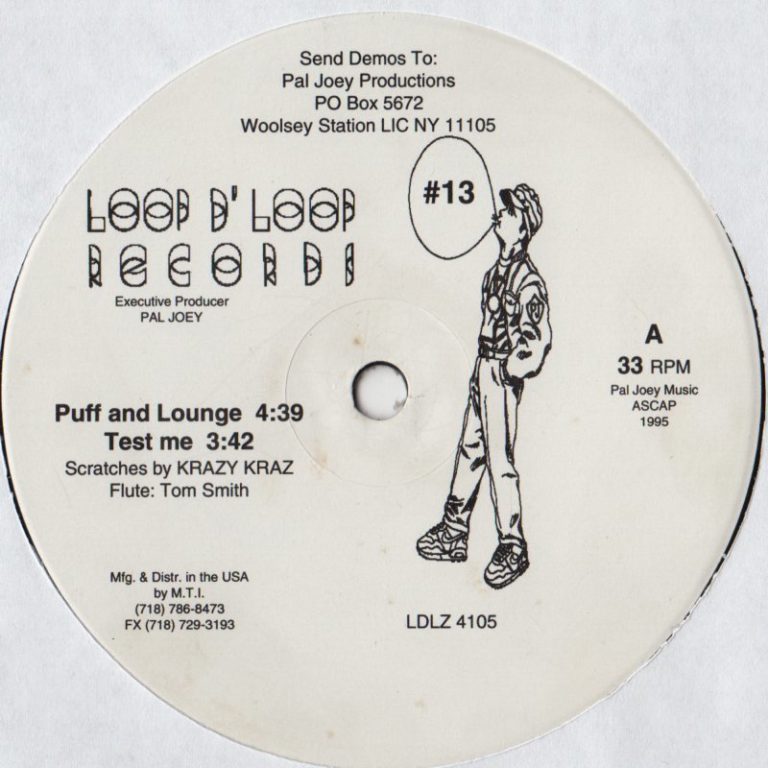 Send Demos To:
Pal Joey Productions
PO Box 5672
Woolsey Station LIC NY 11105
#13
LOOP D' LOOP
RECORDS
Executive Producer
PAL JOEY
PJ
A
33 RPM
Pal Joey Music
ASCAP
1995
Puff and Lounge 4:39
Test me 3:42
Scratches by KRAZY KRAZ
Flute: Tom Smith
Mfg. & Distr. in the USA
by M.T.I.
(718) 786-8473
FX (718) 729-3193
LDLZ 4105